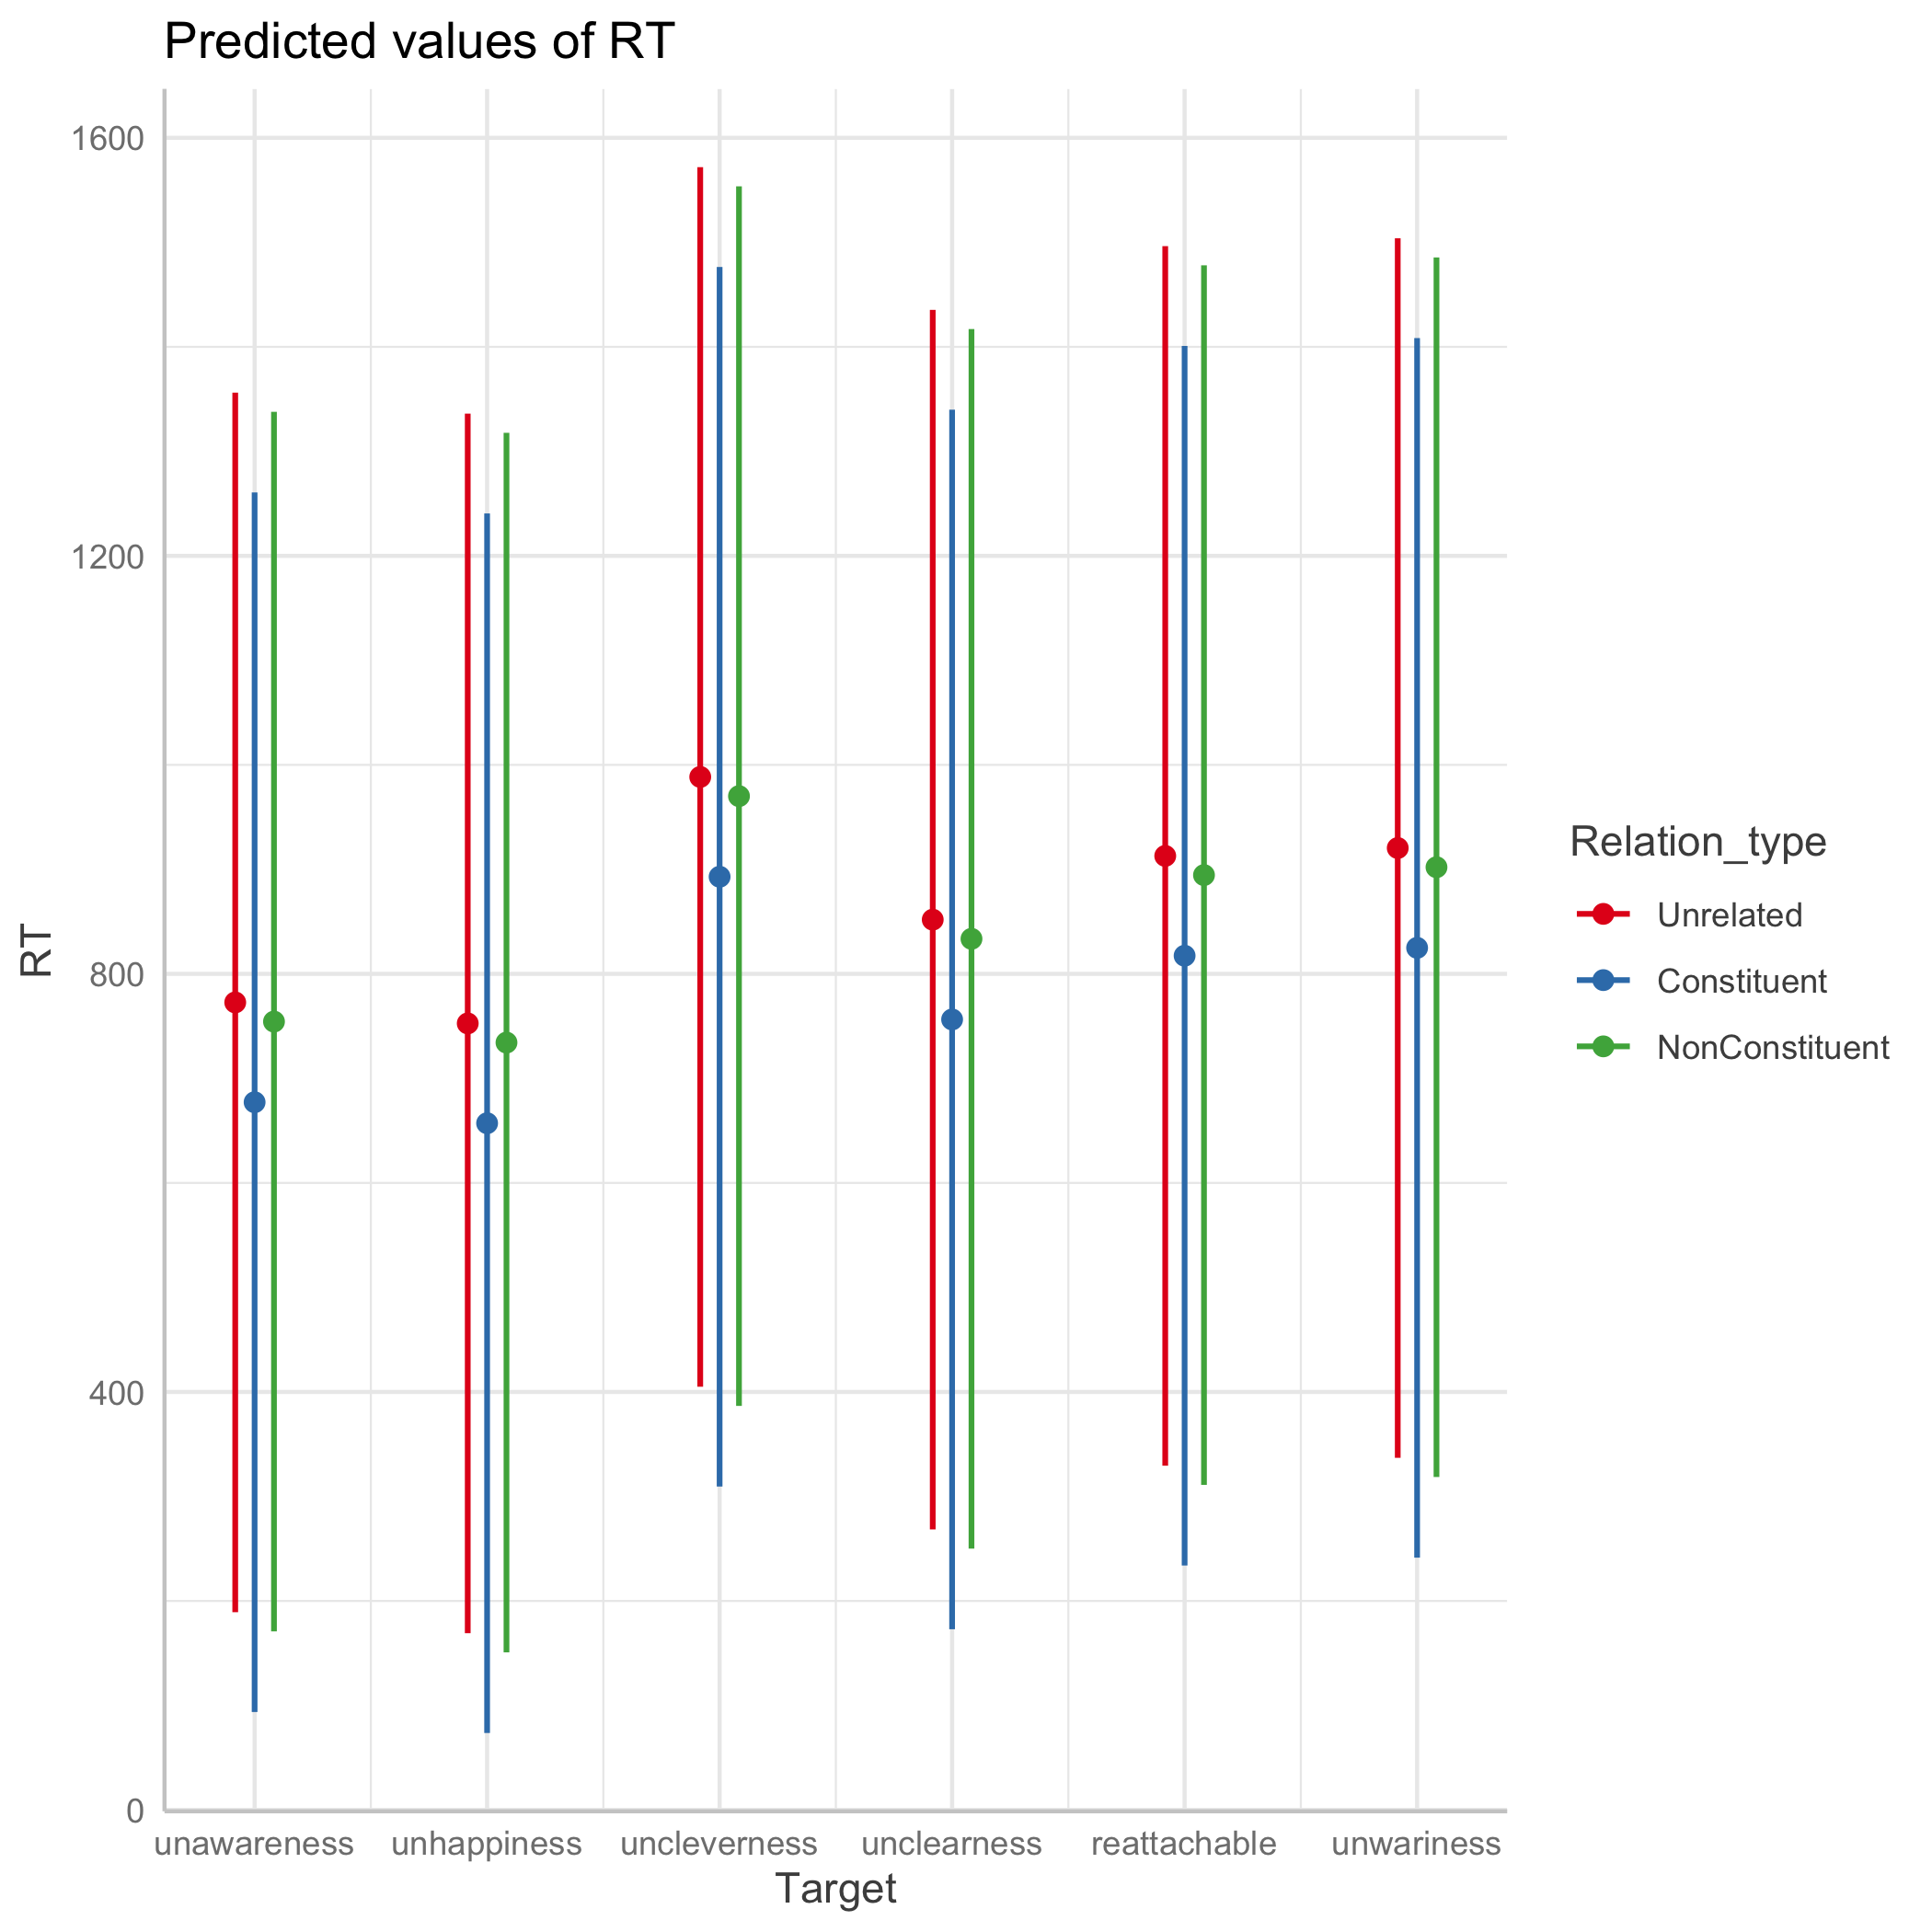 Predicted values of RT
1600
1200
800
400
0
RT
unawareness unhappiness uncleverness unclearness reattachable unwariness
Target
Relation_type
Unrelated
Constituent
NonConstituent